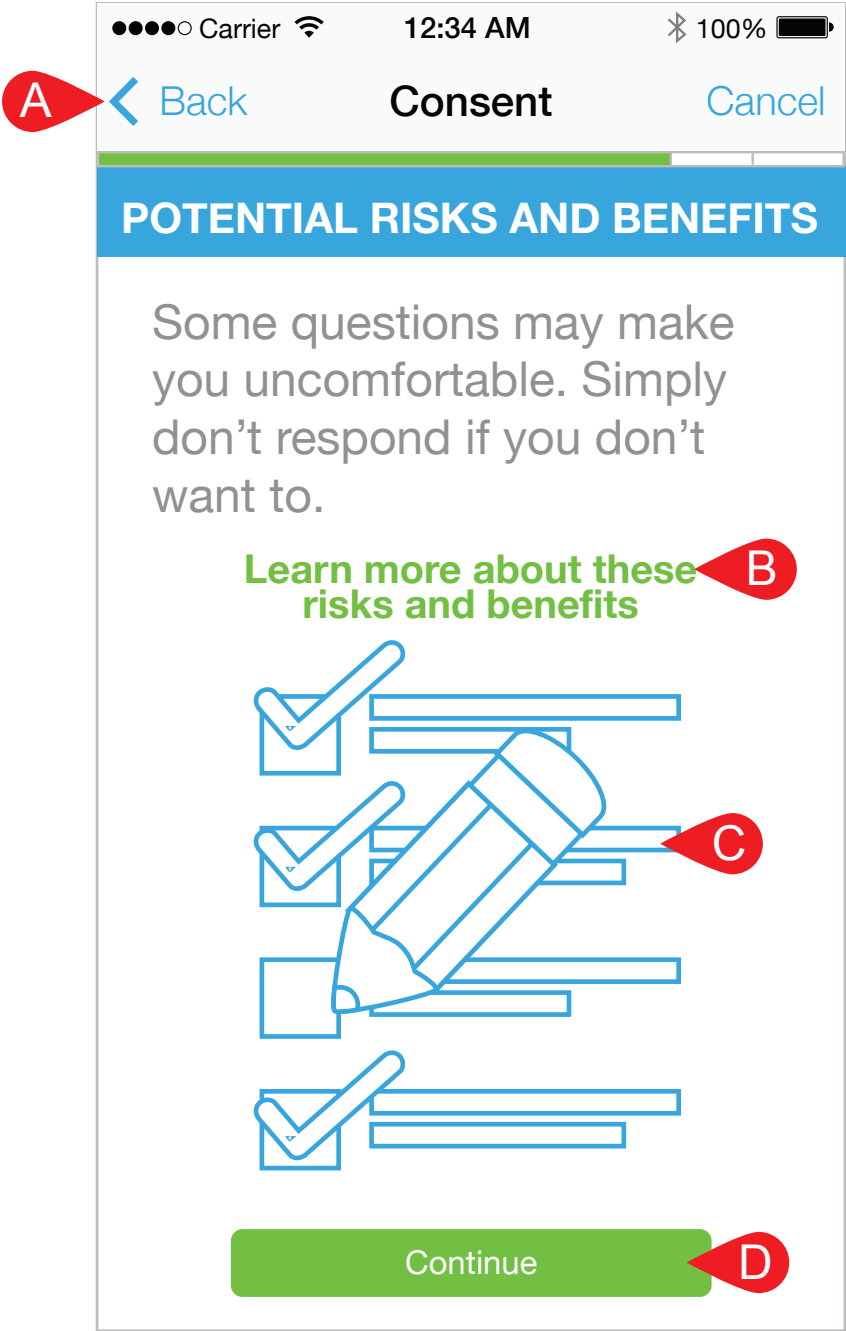 Carrier 12:34 AM 100%
A Back Consent Cancel
POTENTIAL RISKS AND BENEFITS
Some questions may make
you uncomfortable. Simply
don’t respond if you don’t
want to.
Learn more about these B
risks and benefits
C
Continue D